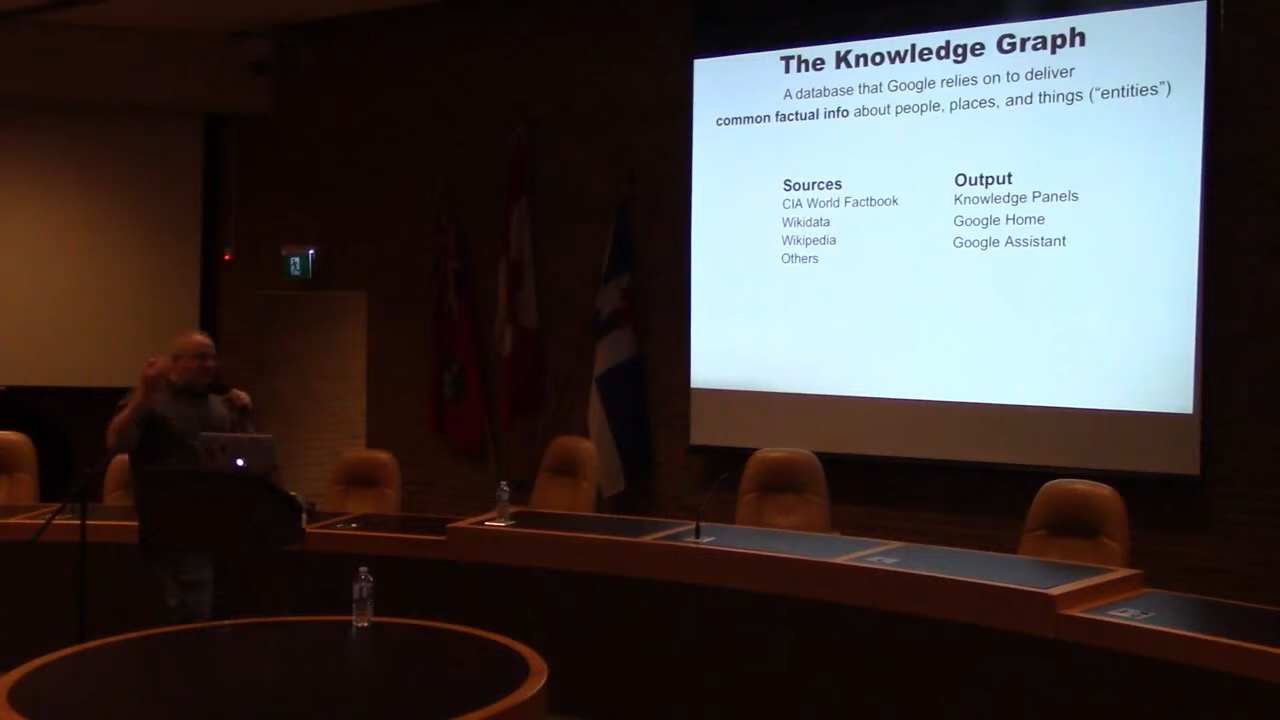 The Knowledge Graph
A database that Google relies on to deliver
common factual info about people, places, and things (“entities”)
Sources
CIA World Factbook
Wikidata
Wikipedia
Others
Output
Knowledge Panels
Google Home
Google Assistant